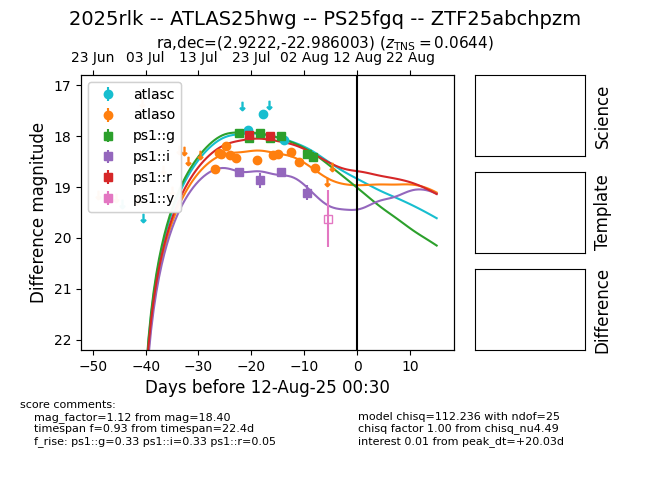 2025rlk -- ATLAS25hwg -- PS25fgq -- ZTF25abchpzm
ra,dec=(2.9222,-22.986003) (z_TNS = 0.0644)
23 Jun 03 Jul 13 Jul 23 Jul 02 Aug 12 Aug 22 Aug
17
18
19
20
21
22
Difference magnitude
atlasc
atlaso
ps1::g
ps1::i
ps1::r
ps1::y
−50 −40 −30 −20 −10 0 10
Days before 12-Aug-25 00:30
Science
Template
Difference
score comments:
mag_factor=1.12 from mag=18.40
timespan f=0.93 from timespan=22.4d
f_rise: ps1::g=0.33 ps1::i=0.33 ps1::r=0.05
model chisq=112.236 with ndof=25
chisq factor 1.00 from chisq_nu4.49
interest 0.01 from peak_dt=+20.03d